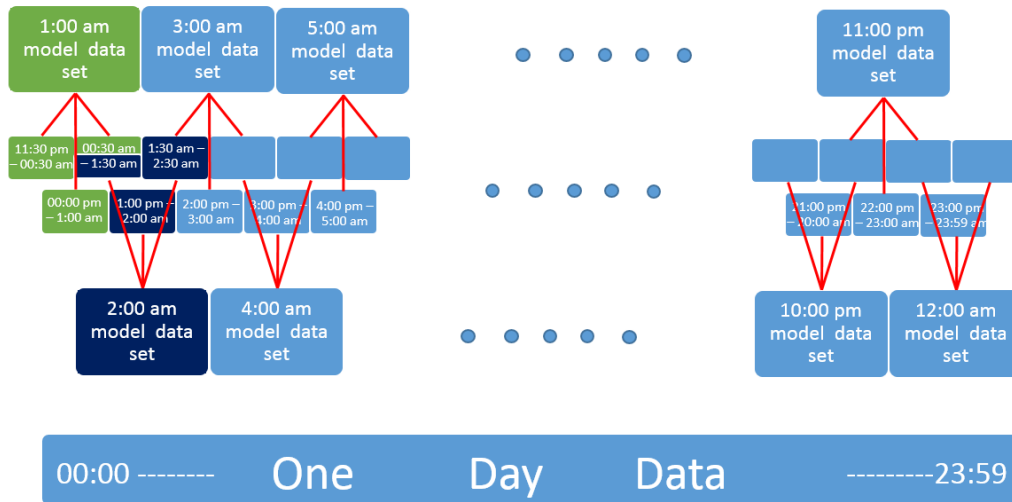 1:00 am
model data
set
3:00 am
model data
set
5:00 am
model data
set
11:00 pm
model data
set
11:30 pm
– 00:30 am
00:30 am
– 1:30 am
1:30 am –
2:30 am
00:00 pm
– 1:00 am
1:00 pm –
2:00 am
2:00 pm –
3:00 am
3:00 pm –
4:00 am
4:00 pm –
5:00 am
21:00 pm
– 20:00 am
22:00 pm
– 23:00 am
23:00 pm
– 23:59 am
2:00 am
model data
set
4:00 am
model data
set
10:00 pm
model data
set
12:00 am
model data
set
00:00 -------- One Day Data ---------23:59